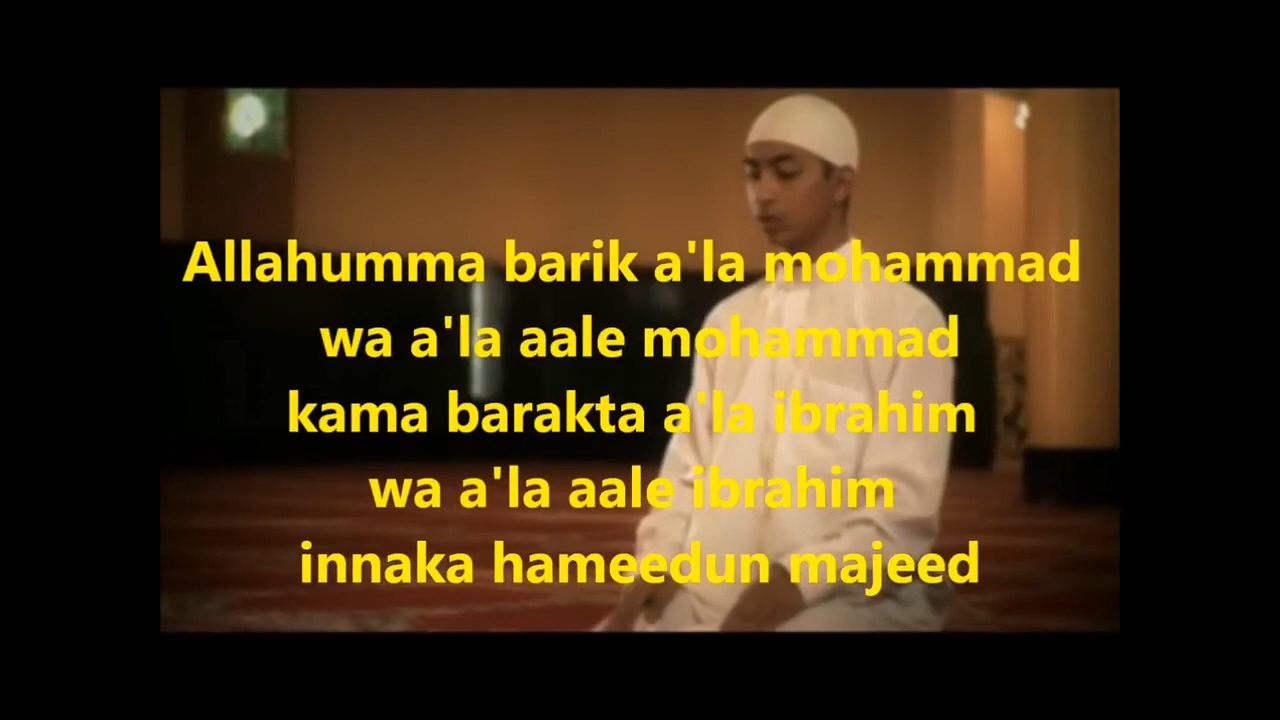 Allahumma barik a'la mohammad
wa a'la aale mohammad
kama barakta a'la ibrahim
wa a'la aale ibrahim
innaka hameedun majeed